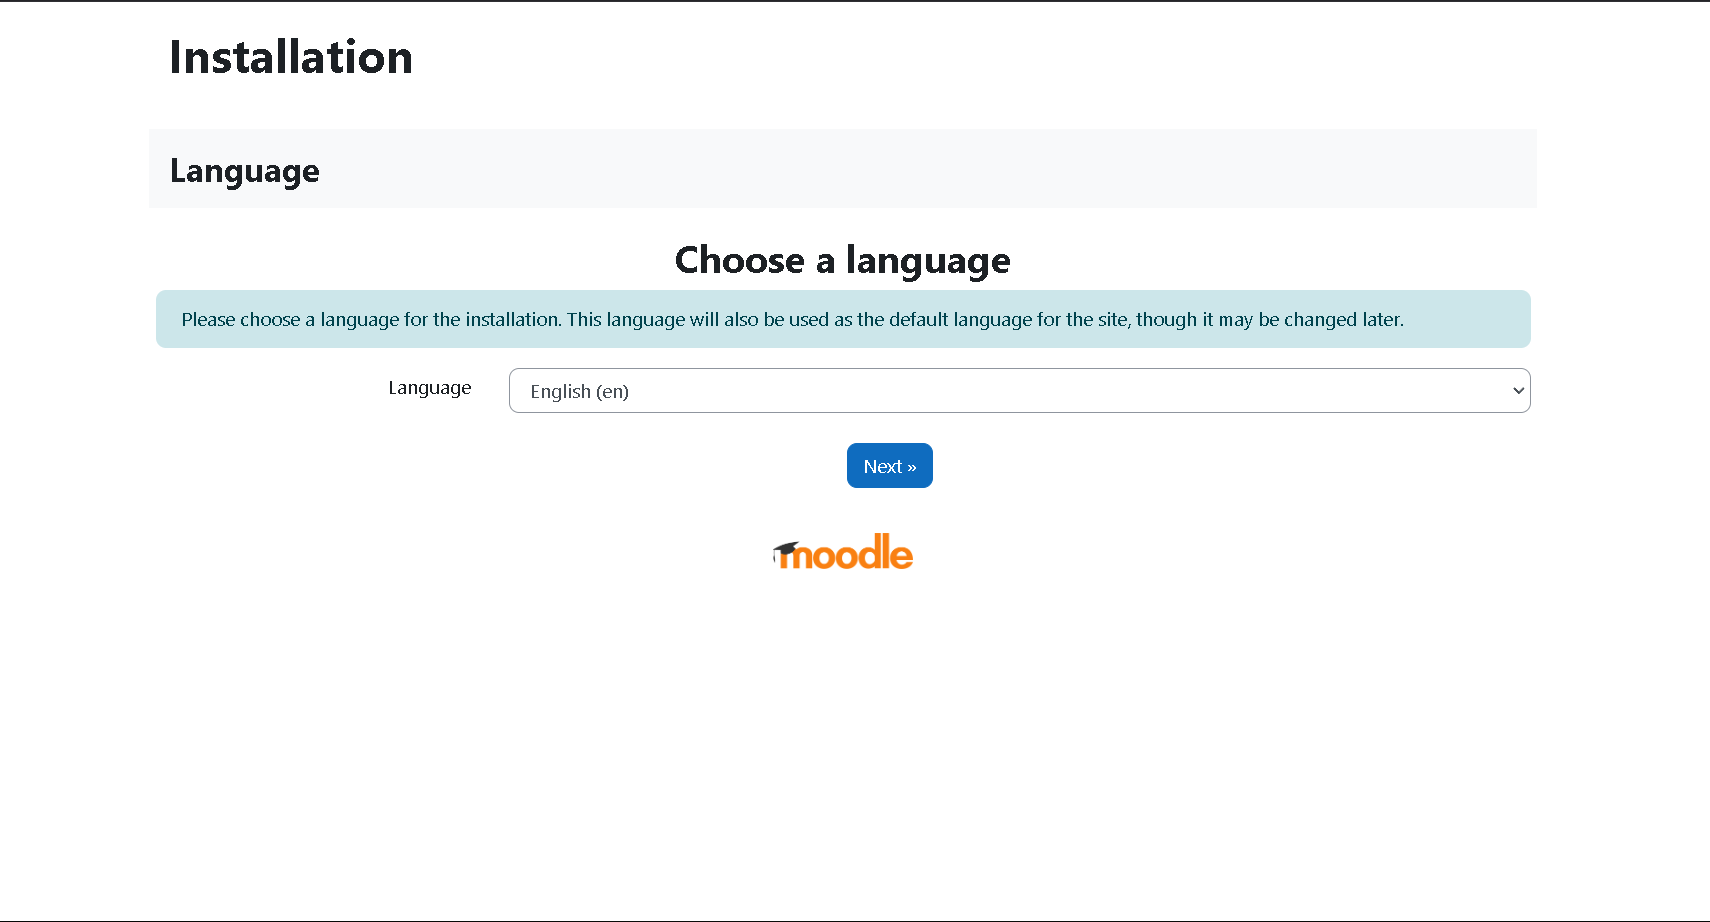 Installation
Language
Choose a language
Please choose a language for the installation. This language will also be used as the default language for the site, though it may be changed later.
Language
English (en)
Next »
moodle